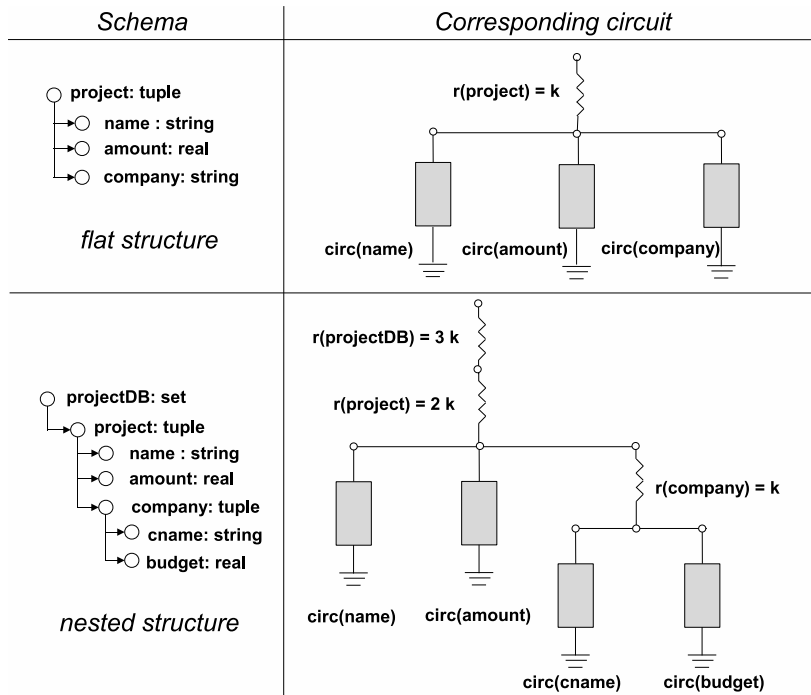 Schema
Corresponding circuit
project: tuple
name : string
amount: real
company: string
flat structure
r(project) = k
circ(name)
circ(amount)
circ(company)
projectDB: set
project: tuple
name : string
amount: real
company: tuple
cname: string
budget: real
nested structure
r(projectDB) = 3 k
r(project) = 2 k
r(company) = k
circ(name)
circ(amount)
circ(cname)
circ(budget)